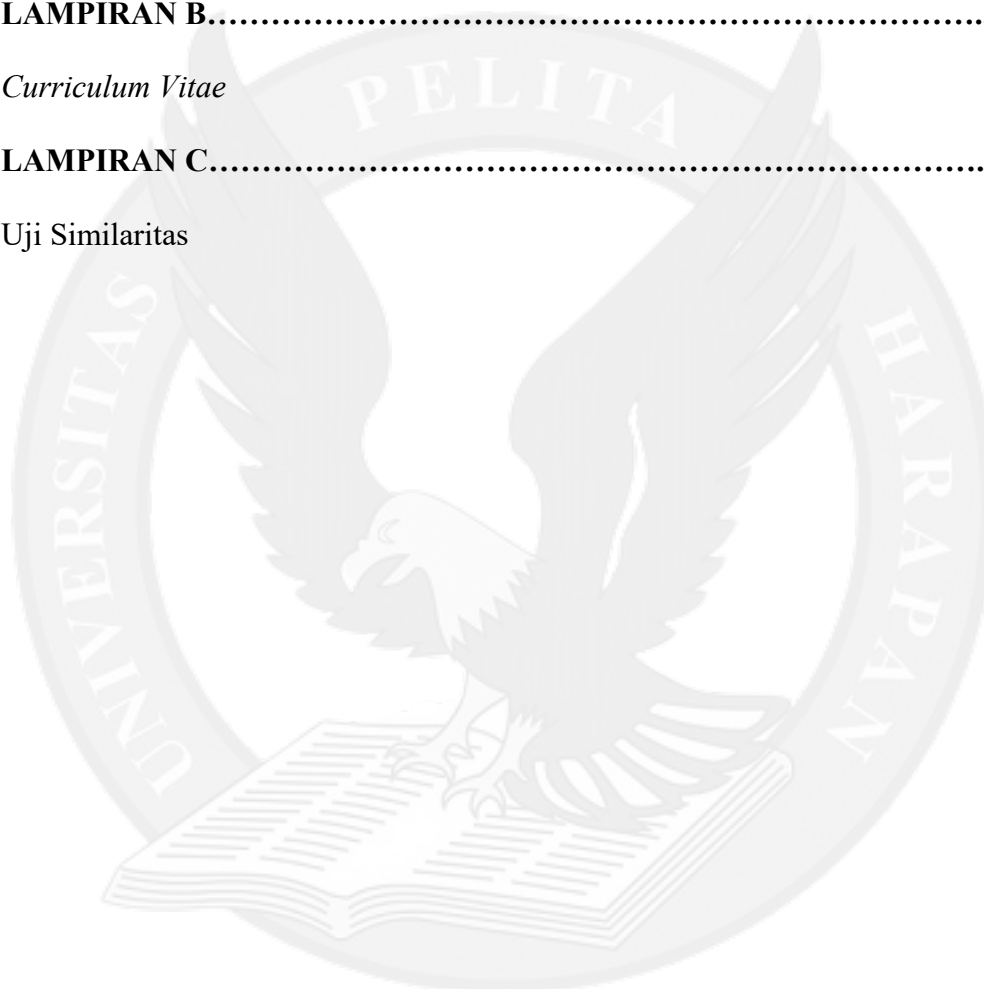 LAMPIRAN B……………………………………………………………….
Curriculum Vitae
LAMPIRAN C……………………………………………………………….
Uji Similaritas
UNIVERSITAS PELITA HARAPAN